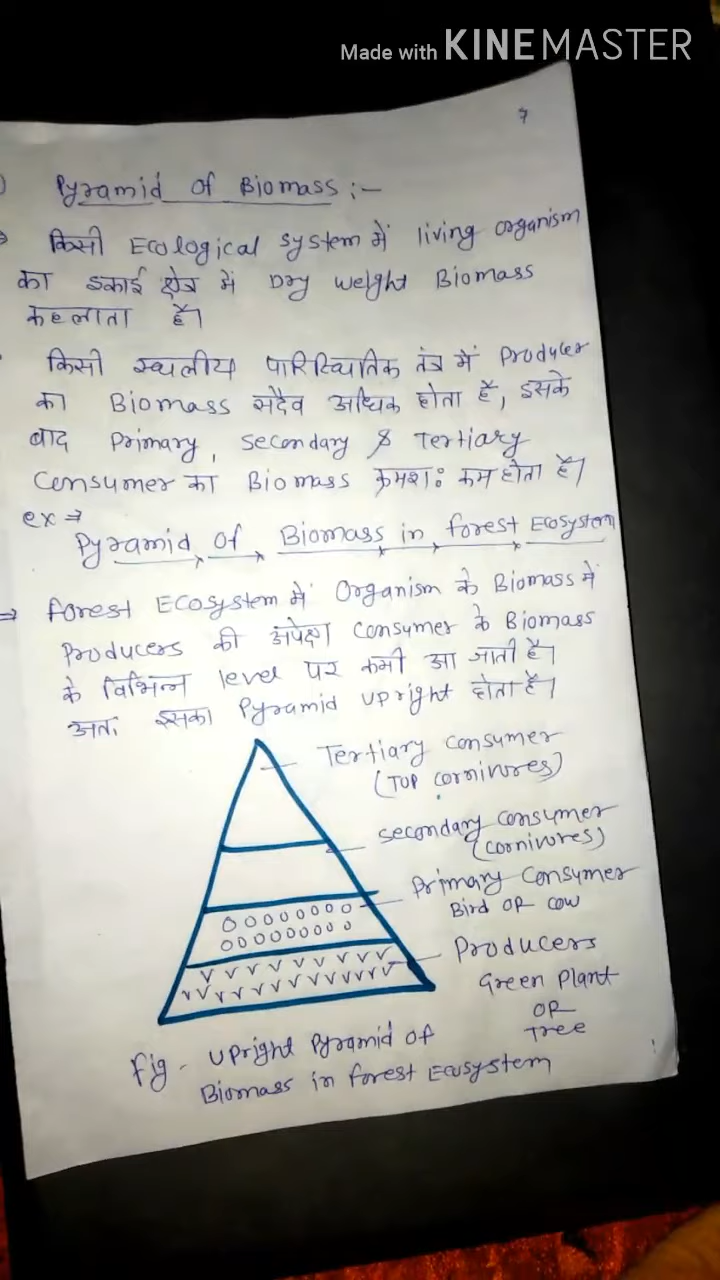 Made with KINEMASTER
7
Pyramid of Biomass :-
किसी Ecological system में living organism
का इकाई क्षेत्र में Dry weight Biomass
कहलाता है।
किसी स्थलीय पारिस्थितिक तंत्र में Producer
का Biomass सदैव अधिक होता है, इसके
बाद Primary, secondary & Tertiary
Consumer का Biomass क्रमशः कम होता है।
ex ⇒
Pyramid of Biomass in forest Ecosystem
⇒ forest Ecosystem में Organism के Biomass में
Producers की अपेक्षा Consumer के Biomass
के विभिन्न level पर कमी आ जाती है।
अतः इसका Pyramid upright होता है।
Tertiary consumer
(TOP cornivores)
secondary consumer
(cornivores)
Primary Consumer
Bird OR cow
Producers
Green Plant
OR
Tree
Fig - upright Pyramid of
Biomass in forest Ecosystem